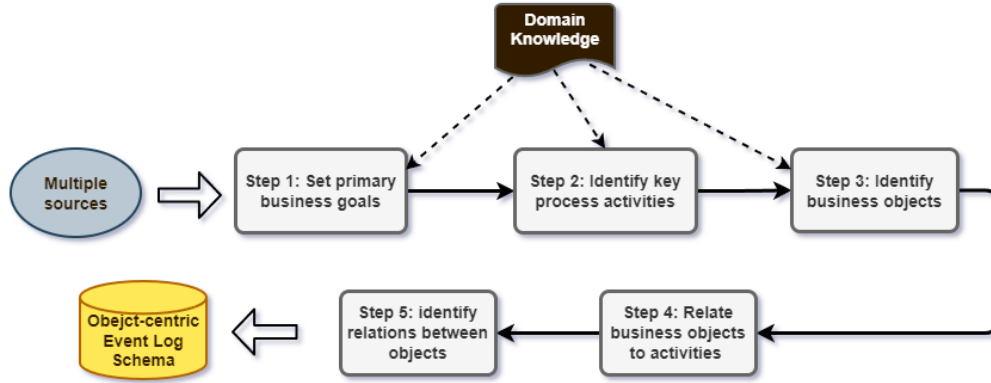 Domain
Knowledge
Multiple
sources
Step 1: Set primary
business goals
Step 2: Identify key
process activities
Step 3: Identify
business objects
Obejct-centric
Event Log
Schema
Step 5: identify
relations between
objects
Step 4: Relate
business objects
to activities